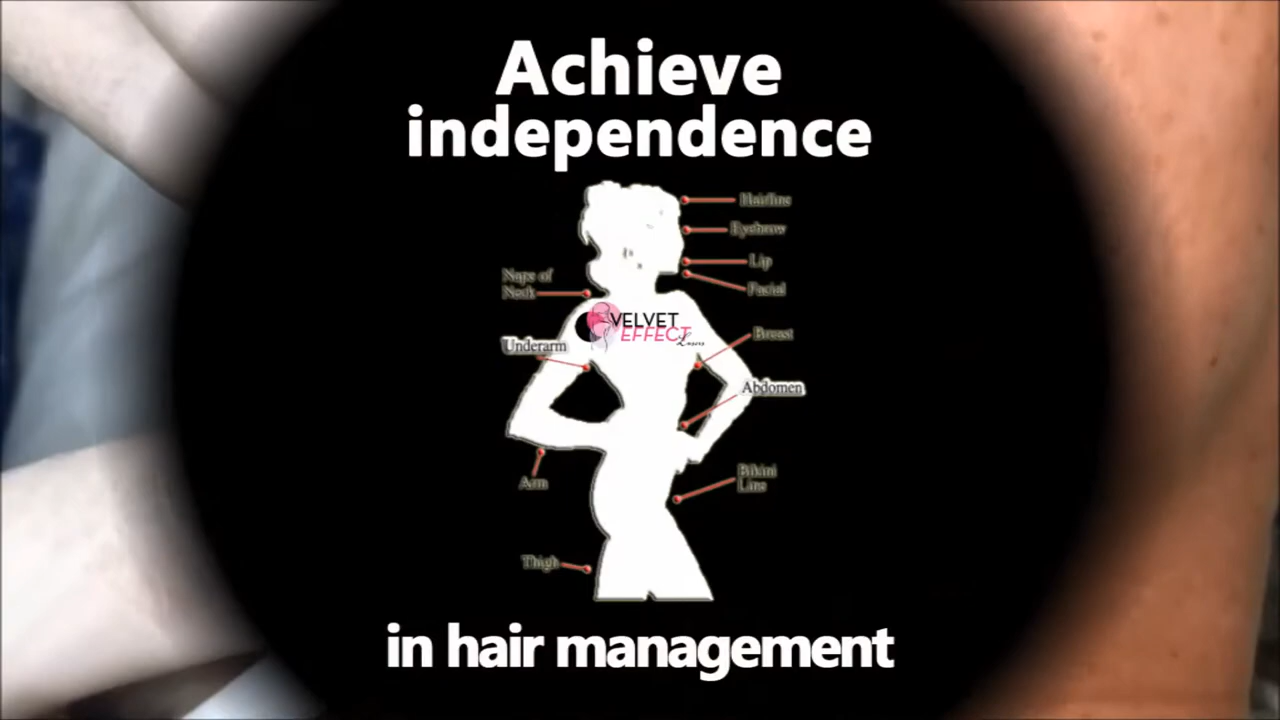 Achieve
independence
Hairline
Eyebrow
Lip
Facial
Nape of
Neck
VELVET
EFFECT
Underarm
Breast
Abdomen
Bikini
Line
Arm
Thigh
in hair management